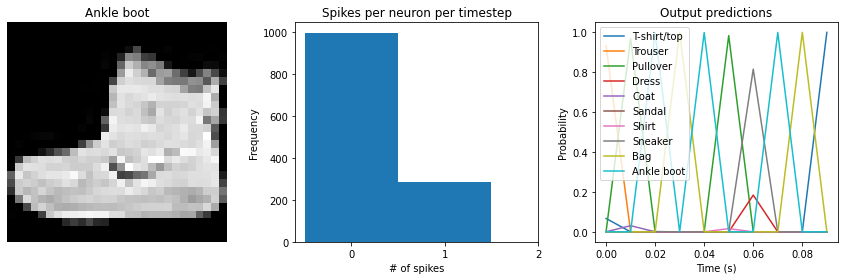 Ankle boot
Spikes per neuron per timestep
Output predictions
1000
800
600
400
200
0
Frequency
0 1 2
# of spikes
1.0
0.8
0.6
0.4
0.2
0.0
Probability
T-shirt/top
Trouser
Pullover
Dress
Coat
Sandal
Shirt
Sneaker
Bag
Ankle boot
0.00 0.02 0.04 0.06 0.08
Time (s)